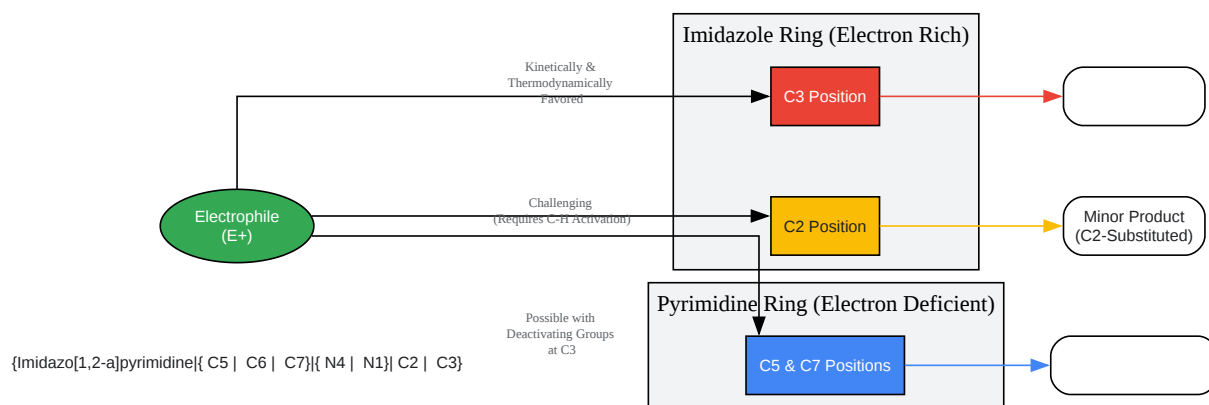 Imidazole Ring (Electron Rich)
Kinetically &
Thermodynamically
Favored
C3 Position
Electrophile
(E+)
Challenging
(Requires C-H Activation)
C2 Position
Minor Product
(C2-Substituted)
Pyrimidine Ring (Electron Deficient)
Possible with
Deactivating Groups
at C3
C5 & C7 Positions
{Imidazo[1,2-a]pyrimidine|{ C5 | C6 | C7}|{ N4 | N1}| C2 | C3}